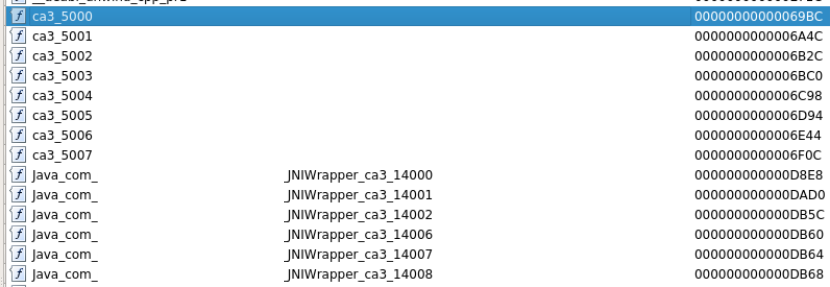 ca3_5000 00000000000069BC
ca3_5001 0000000000006A4C
ca3_5002 0000000000006B2C
ca3_5003 0000000000006BC0
ca3_5004 0000000000006C98
ca3_5005 0000000000006D94
ca3_5006 0000000000006E44
ca3_5007 0000000000006F0C
Java_com_ _JNIWrapper_ca3_14000 000000000000D8E8
Java_com_ _JNIWrapper_ca3_14001 000000000000DAD0
Java_com_ _JNIWrapper_ca3_14002 000000000000DB5C
Java_com_ _JNIWrapper_ca3_14006 000000000000DB60
Java_com_ _JNIWrapper_ca3_14007 000000000000DB64
Java_com_ _JNIWrapper_ca3_14008 000000000000DB68